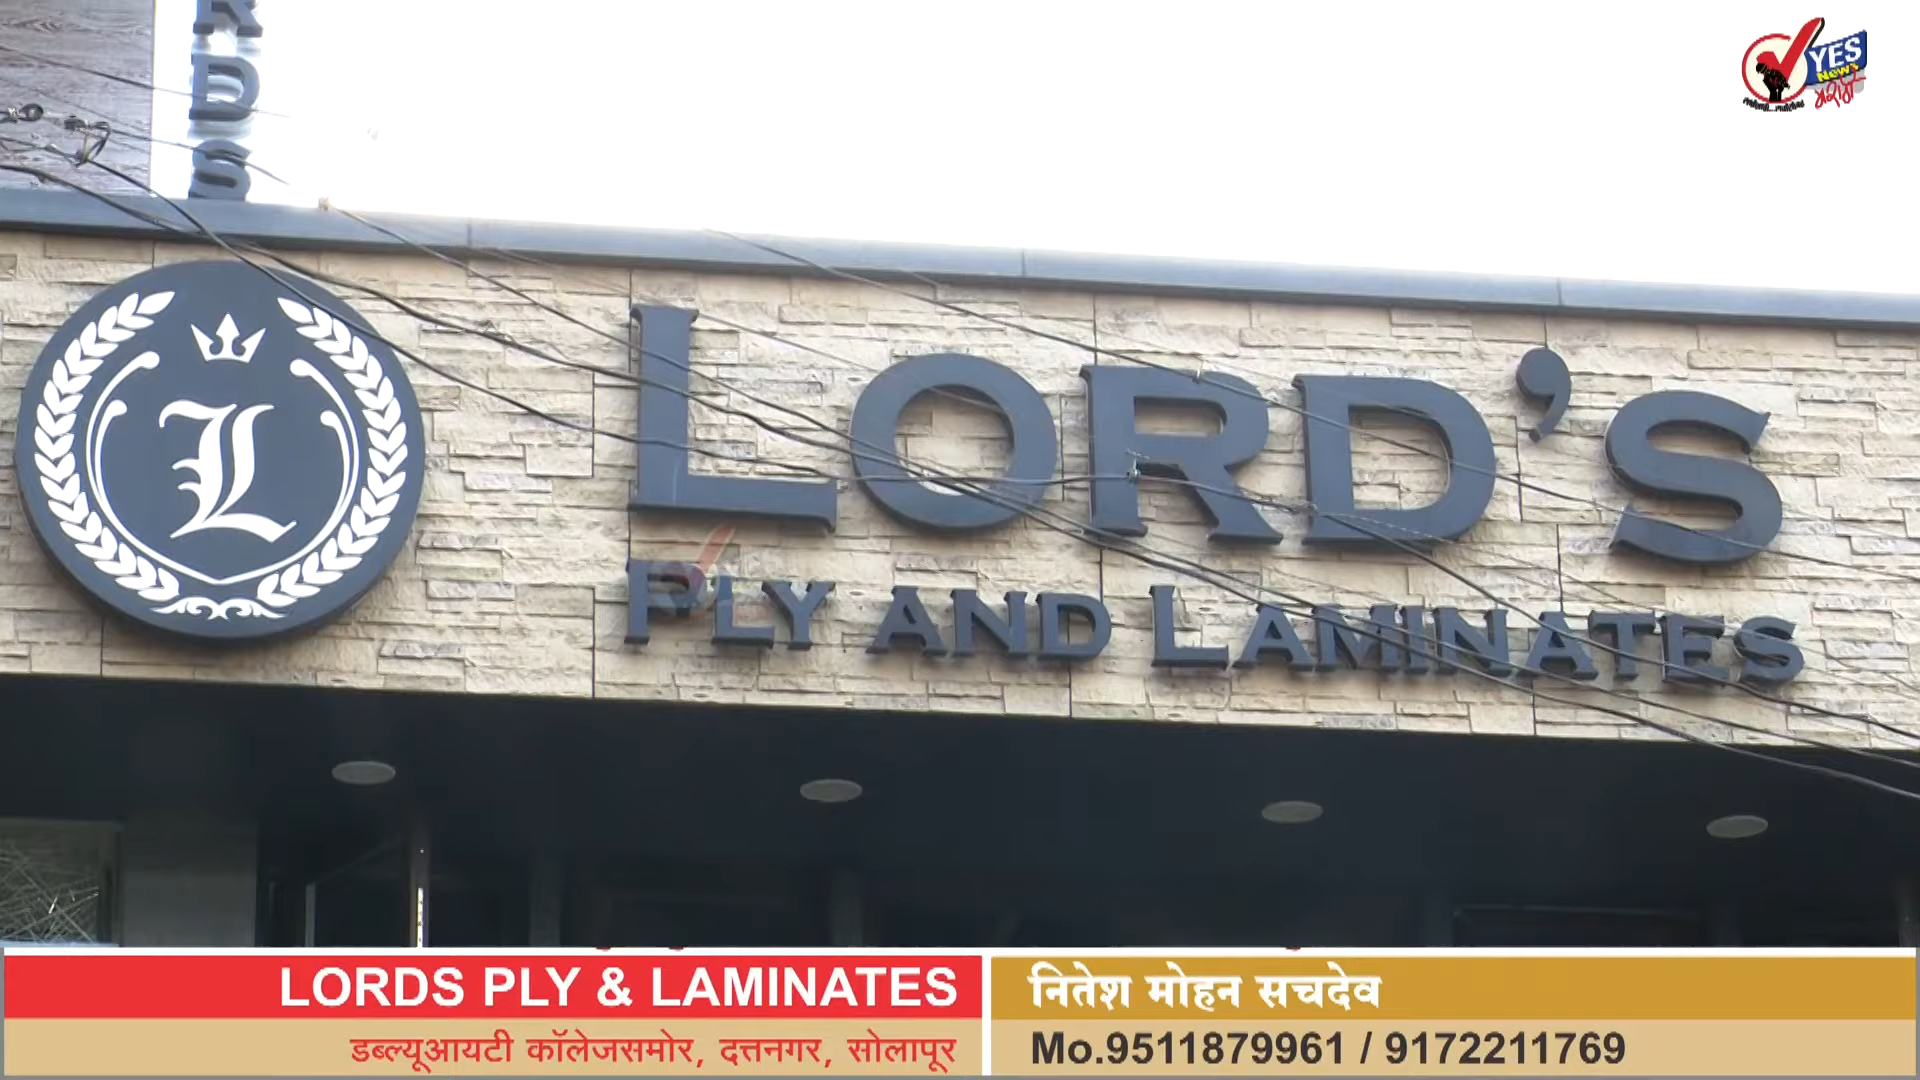 RDS
YES
News
मराठी
L
LORD'S
PLY AND LAMINATES
LORDS PLY & LAMINATES
डब्ल्यूआयटी कॉलेजसमोर, दत्तनगर, सोलापूर
नितेश मोहन सचदेव
Mo.9511879961 / 9172211769